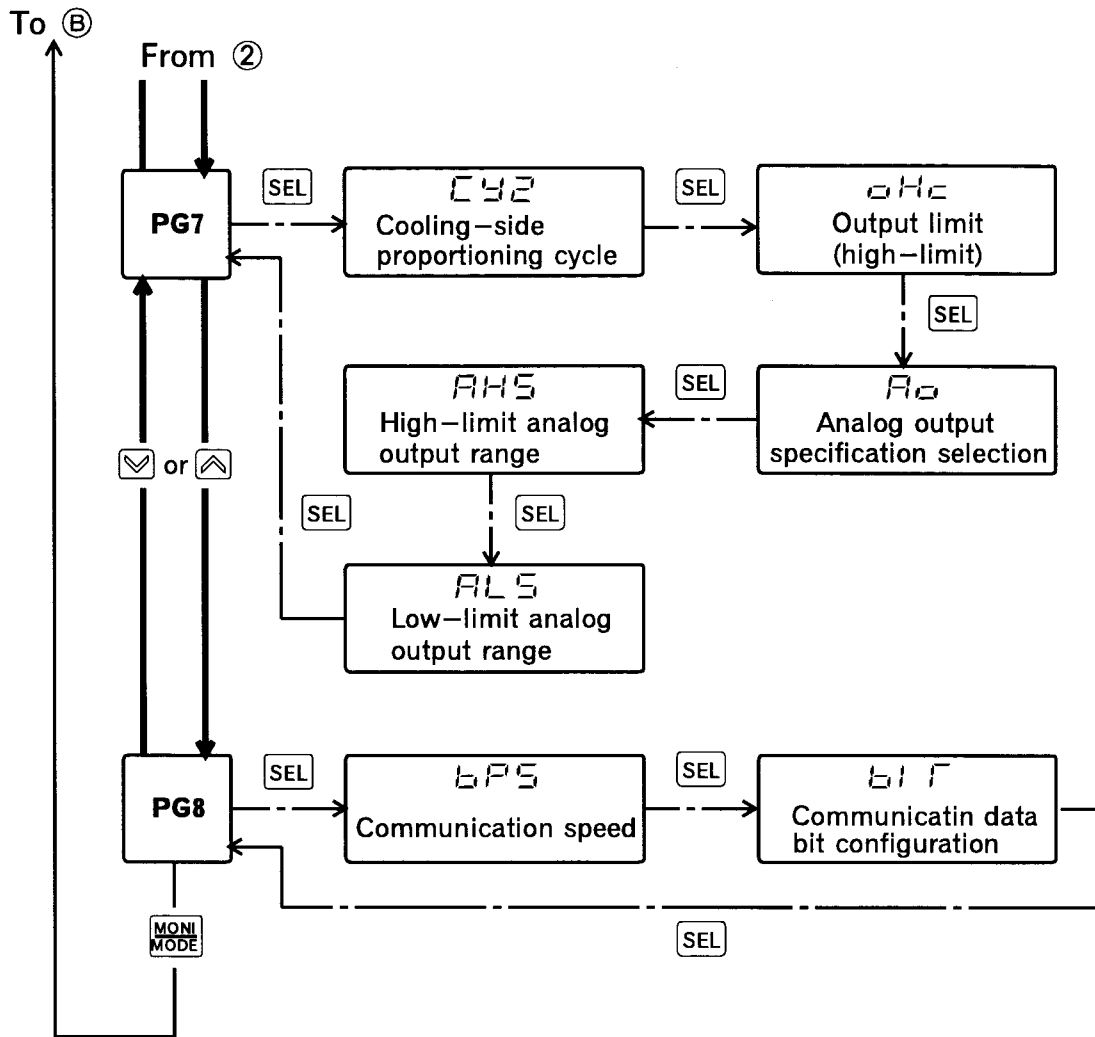 To Ⓑ
From ②
PG7
SEL
CY2
Cooling−side
proportioning cycle
SEL
oHc
Output limit
(high−limit)
SEL
Ao
Analog output
specification selection
SEL
AHS
High−limit analog
output range
SEL
ALS
Low−limit analog
output range
SEL
or
PG8
SEL
bPS
Communication speed
SEL
bIT
Communicatin data
bit configuration
SEL
MONI
MODE